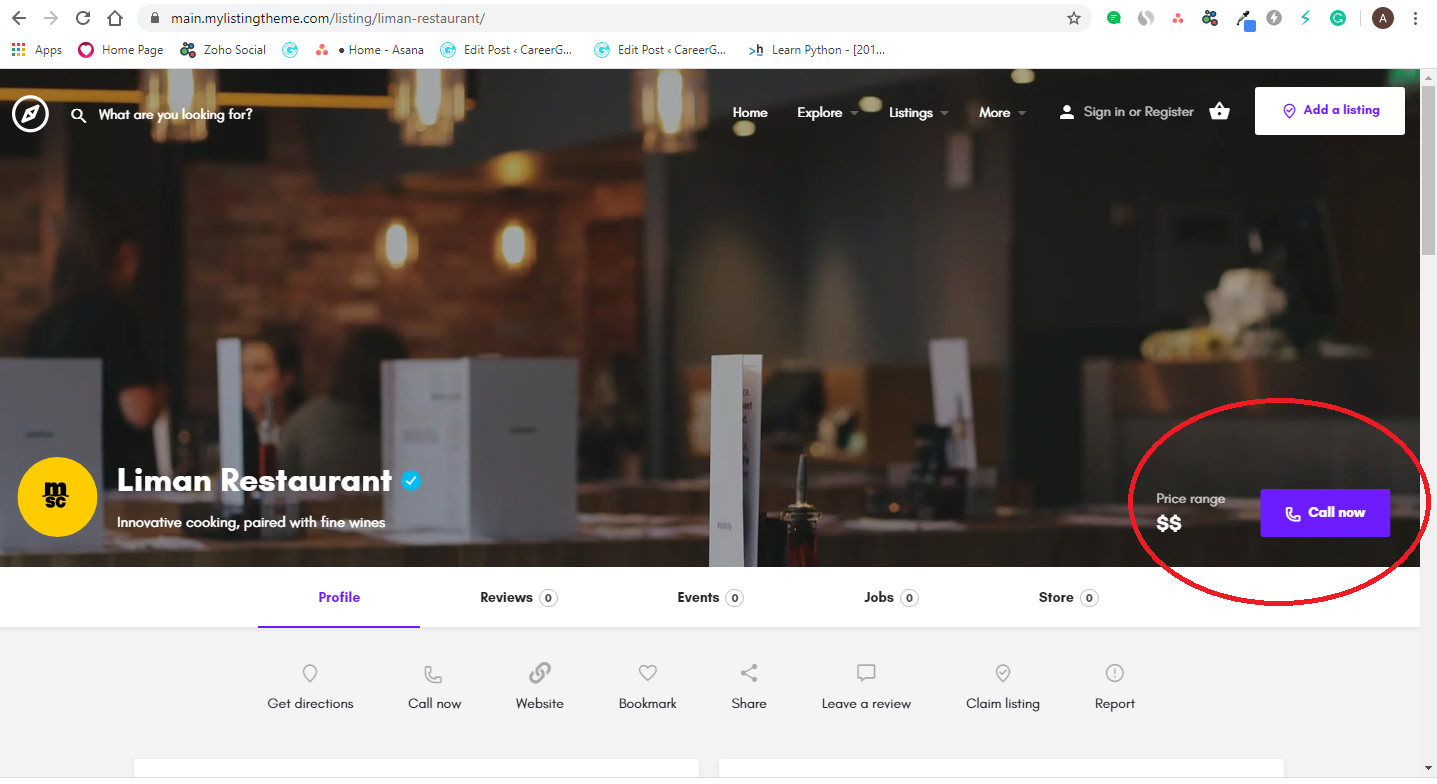 main.mylistingtheme.com/listing/liman-restaurant/
A
Apps Home Page Zoho Social Home - Asana Edit Post ‹ CareerG... Edit Post ‹ CareerG... >h Learn Python - [201...
What are you looking for? Home Explore Listings More Sign in or Register Add a listing
msc
Liman Restaurant
Innovative cooking, paired with fine wines
Price range
$$
Call now
Profile Reviews 0 Events 0 Jobs 0 Store 0
Get directions Call now Website Bookmark Share Leave a review Claim listing Report